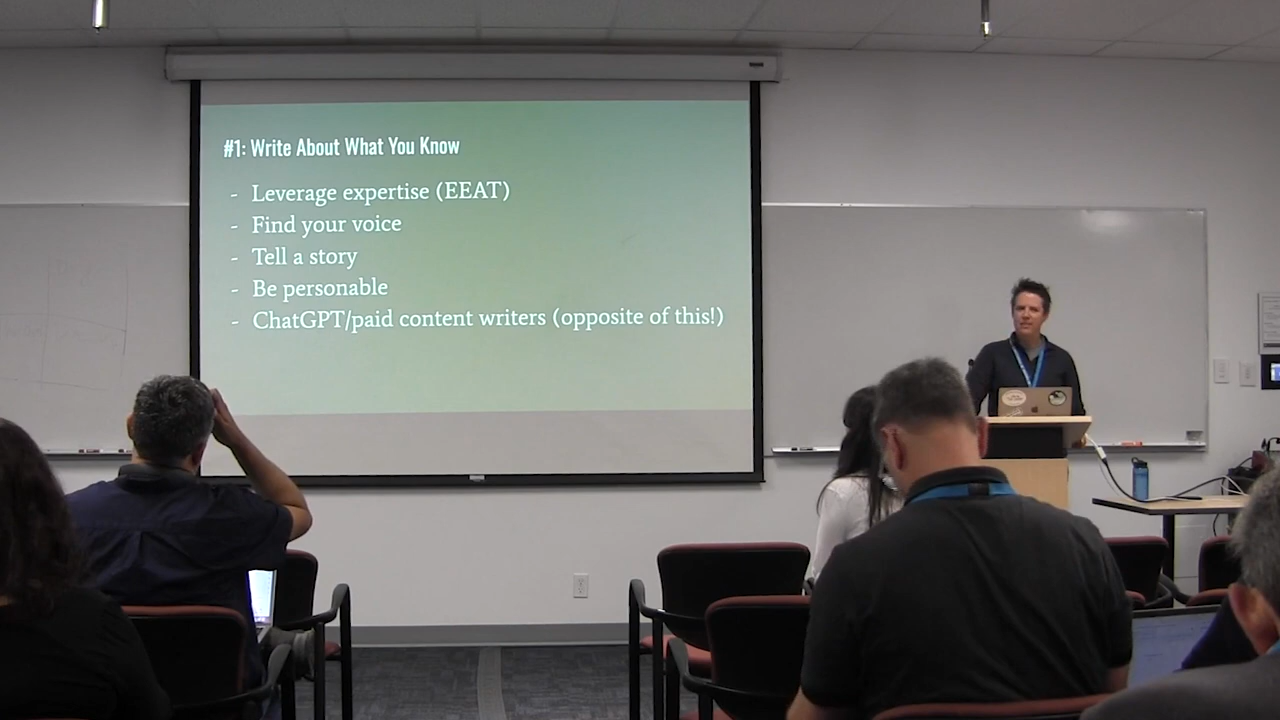 #1: Write About What You Know
- Leverage expertise (EEAT)
- Find your voice
- Tell a story
- Be personable
- ChatGPT/paid content writers (opposite of this!)